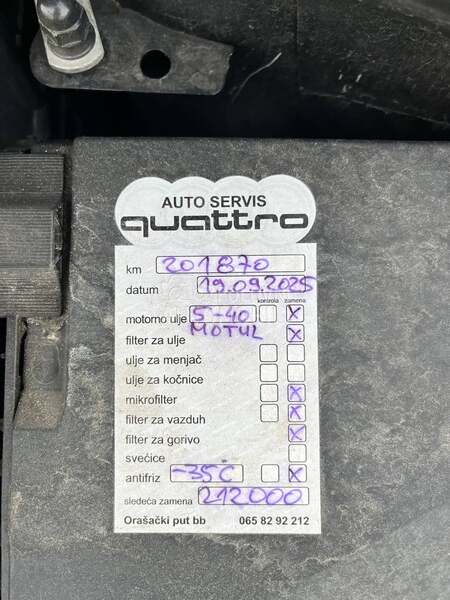 AUTO SERVIS
quattro
km 201870
datum 19.09.2025
kontrola zamena
motorno ulje 5-40 X
MOTUL
filter za ulje X
ulje za menjač
ulje za kočnice
mikrofilter X
filter za vazduh X
filter za gorivo X
svećice
antifriz -35C X
sledeća zamena 212000
Orašački put bb 065 82 92 212